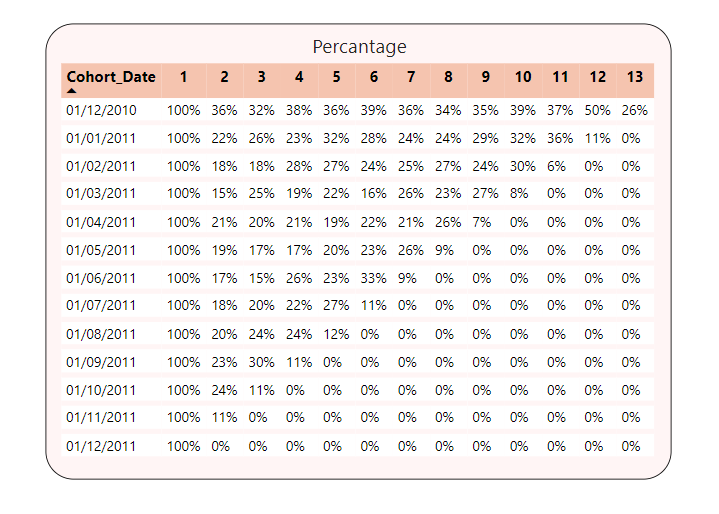 Percantage
Cohort_Date 1 2 3 4 5 6 7 8 9 10 11 12 13
01/12/2010 100% 36% 32% 38% 36% 39% 36% 34% 35% 39% 37% 50% 26%
01/01/2011 100% 22% 26% 23% 32% 28% 24% 24% 29% 32% 36% 11% 0%
01/02/2011 100% 18% 18% 28% 27% 24% 25% 27% 24% 30% 6% 0% 0%
01/03/2011 100% 15% 25% 19% 22% 16% 26% 23% 27% 8% 0% 0% 0%
01/04/2011 100% 21% 20% 21% 19% 22% 21% 26% 7% 0% 0% 0% 0%
01/05/2011 100% 19% 17% 17% 20% 23% 26% 9% 0% 0% 0% 0% 0%
01/06/2011 100% 17% 15% 26% 23% 33% 9% 0% 0% 0% 0% 0% 0%
01/07/2011 100% 18% 20% 22% 27% 11% 0% 0% 0% 0% 0% 0% 0%
01/08/2011 100% 20% 24% 24% 12% 0% 0% 0% 0% 0% 0% 0% 0%
01/09/2011 100% 23% 30% 11% 0% 0% 0% 0% 0% 0% 0% 0% 0%
01/10/2011 100% 24% 11% 0% 0% 0% 0% 0% 0% 0% 0% 0% 0%
01/11/2011 100% 11% 0% 0% 0% 0% 0% 0% 0% 0% 0% 0% 0%
01/12/2011 100% 0% 0% 0% 0% 0% 0% 0% 0% 0% 0% 0% 0%